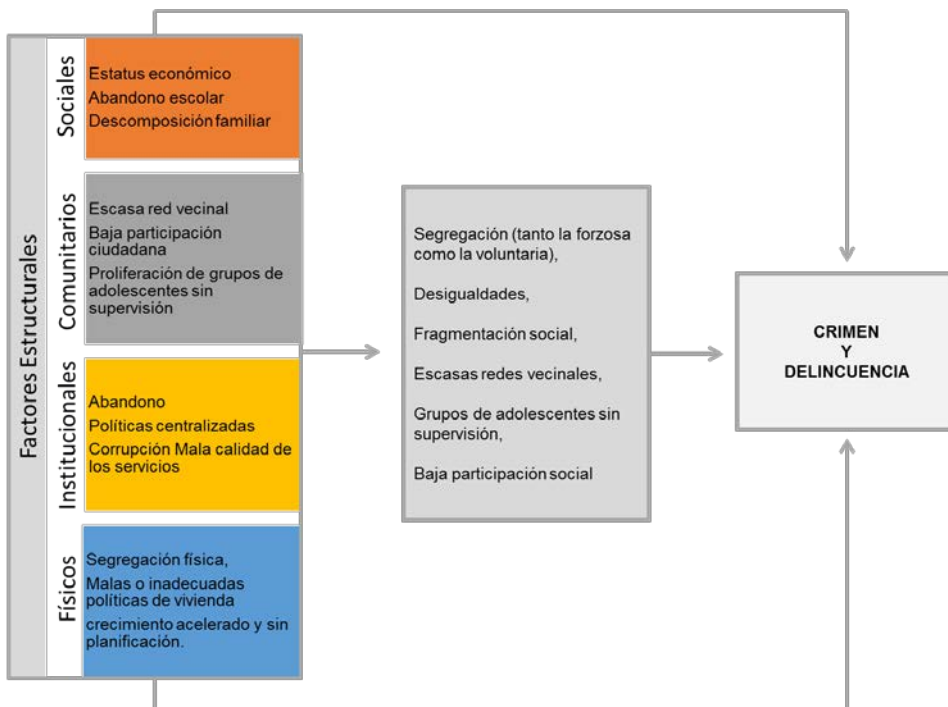 Factores Estructurales
Sociales
Estatus económico
Abandono escolar
Descomposición familiar
Comunitarios
Escasa red vecinal
Baja participación
ciudadana
Proliferación de grupos de
adolescentes sin
supervisión
Institucionales
Abandono
Políticas centralizadas
Corrupción Mala calidad de
los servicios
Físicos
Segregación física,
Malas o inadecuadas
políticas de vivienda
crecimiento acelerado y sin
planificación.
Segregación (tanto la forzosa
como la voluntaria),
Desigualdades,
Fragmentación social,
Escasas redes vecinales,
Grupos de adolescentes sin
supervisión,
Baja participación social
CRIMEN
Y
DELINCUENCIA